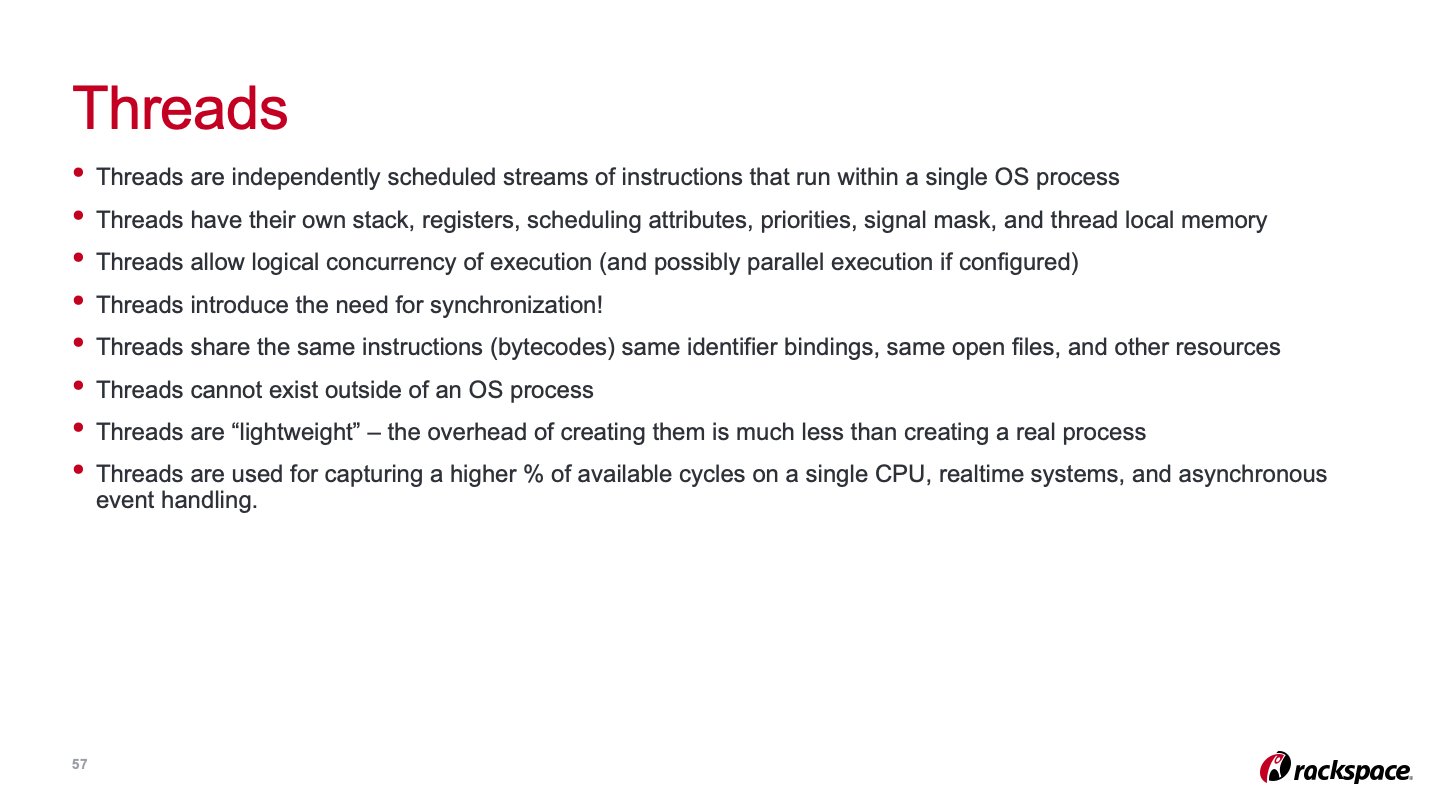 Threads
• Threads are independently scheduled streams of instructions that run within a single OS process
• Threads have their own stack, registers, scheduling attributes, priorities, signal mask, and thread local memory
• Threads allow logical concurrency of execution (and possibly parallel execution if configured)
• Threads introduce the need for synchronization!
• Threads share the same instructions (bytecodes) same identifier bindings, same open files, and other resources
• Threads cannot exist outside of an OS process
• Threads are “lightweight” – the overhead of creating them is much less than creating a real process
• Threads are used for capturing a higher % of available cycles on a single CPU, realtime systems, and asynchronous
event handling.
57
rackspace